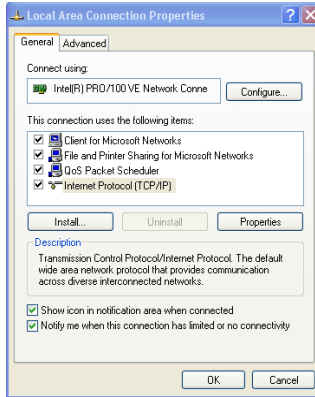 Local Area Connection Properties
General
Advanced
Connect using:
Intel(R) PRO/100 VE Network Conne
Configure...
This connection uses the following items:
Client for Microsoft Networks
File and Printer Sharing for Microsoft Networks
QoS Packet Scheduler
Internet Protocol (TCP/IP)
Install...
Uninstall
Properties
Description
Transmission Control Protocol/Internet Protocol. The default
wide area network protocol that provides communication
across diverse interconnected networks.
Show icon in notification area when connected
Notify me when this connection has limited or no connectivity
OK
Cancel